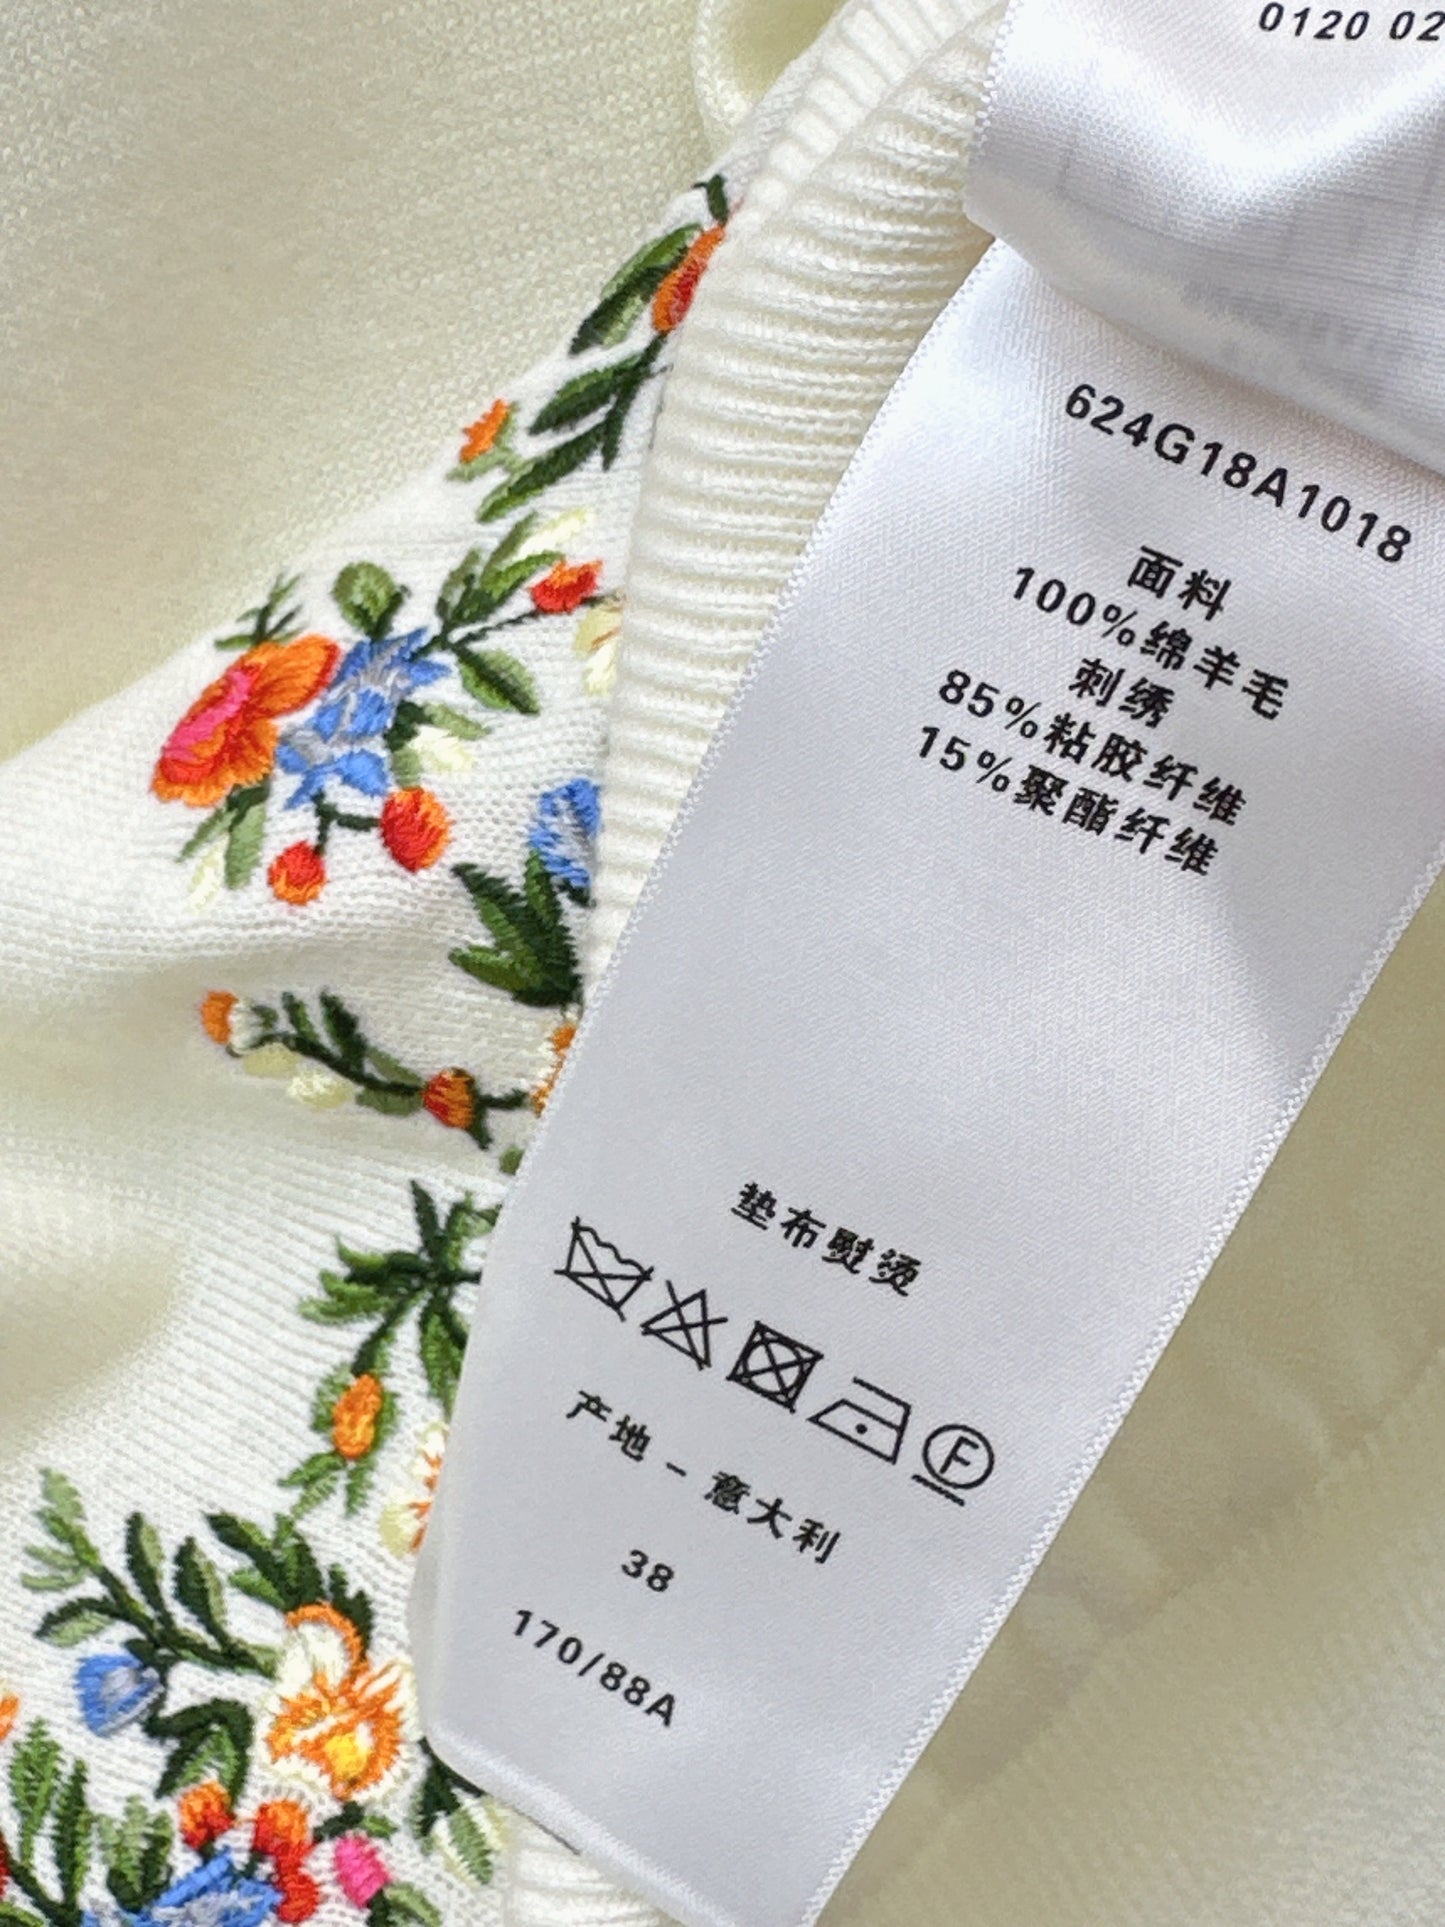 0120 02
624G18A1018
面料
100%绵羊毛
刺绣
85%粘胶纤维
15%聚酯纤维
垫布熨烫
F
产地 - 意大利
38
170/88A